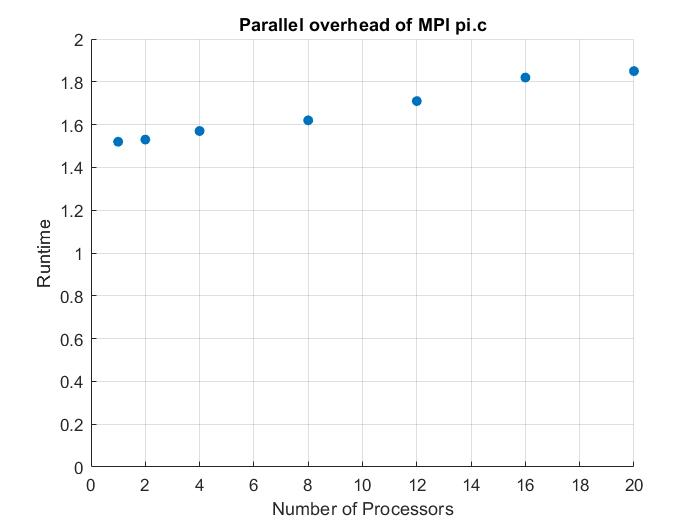 Parallel overhead of MPI pi.c
2
1.8
1.6
1.4
1.2
1
0.8
0.6
0.4
0.2
0
Runtime
0 2 4 6 8 10 12 14 16 18 20
Number of Processors